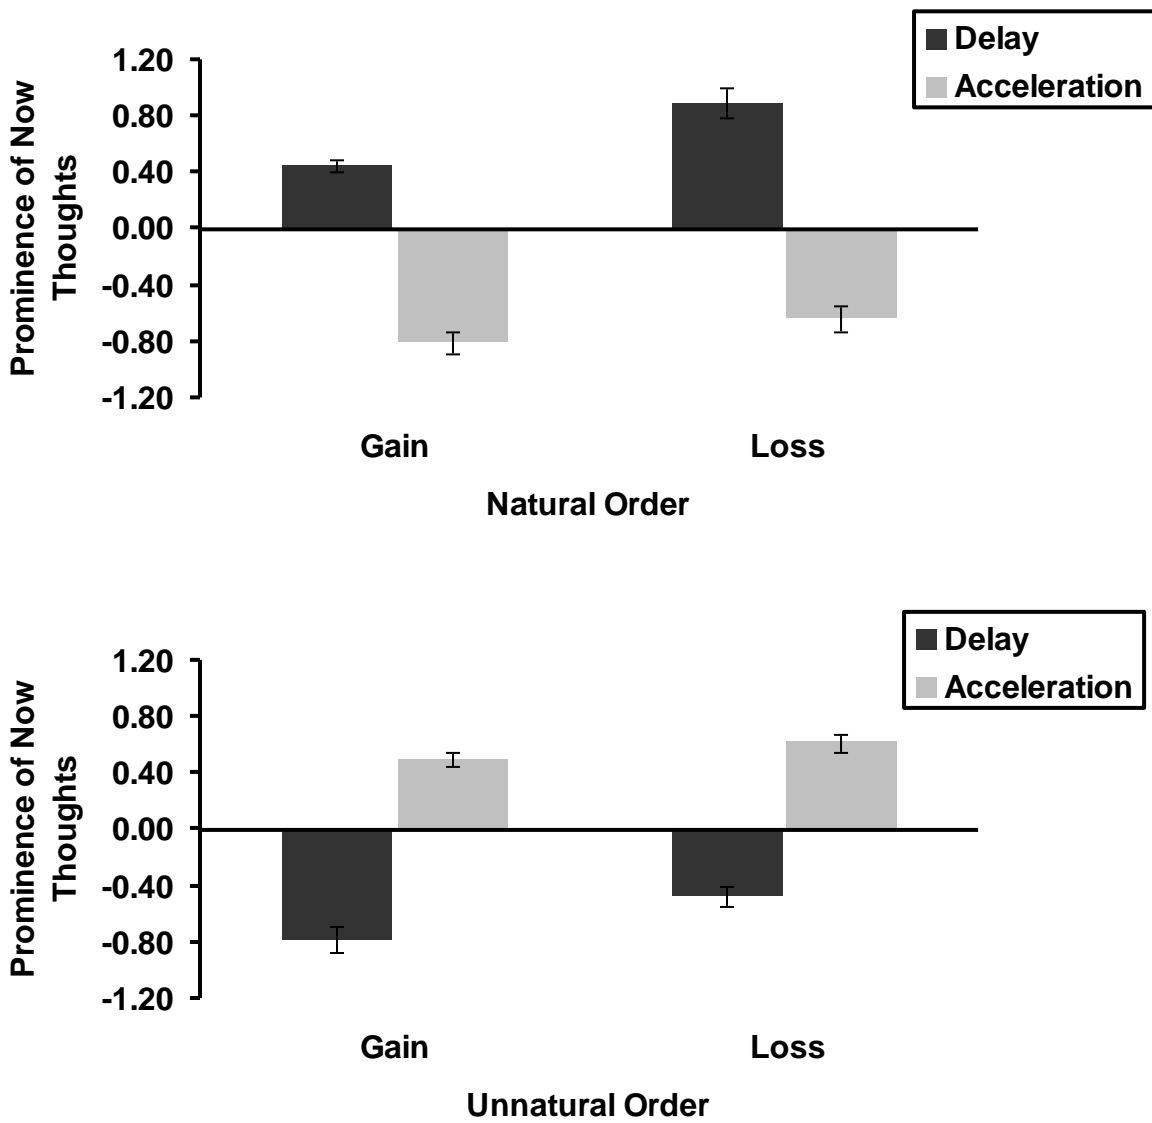 Delay
Acceleration
Prominence of Now
Thoughts
1.20
0.80
0.40
0.00
-0.40
-0.80
-1.20
Gain Loss
Natural Order
Delay
Acceleration
Prominence of Now
Thoughts
1.20
0.80
0.40
0.00
-0.40
-0.80
-1.20
Gain Loss
Unnatural Order